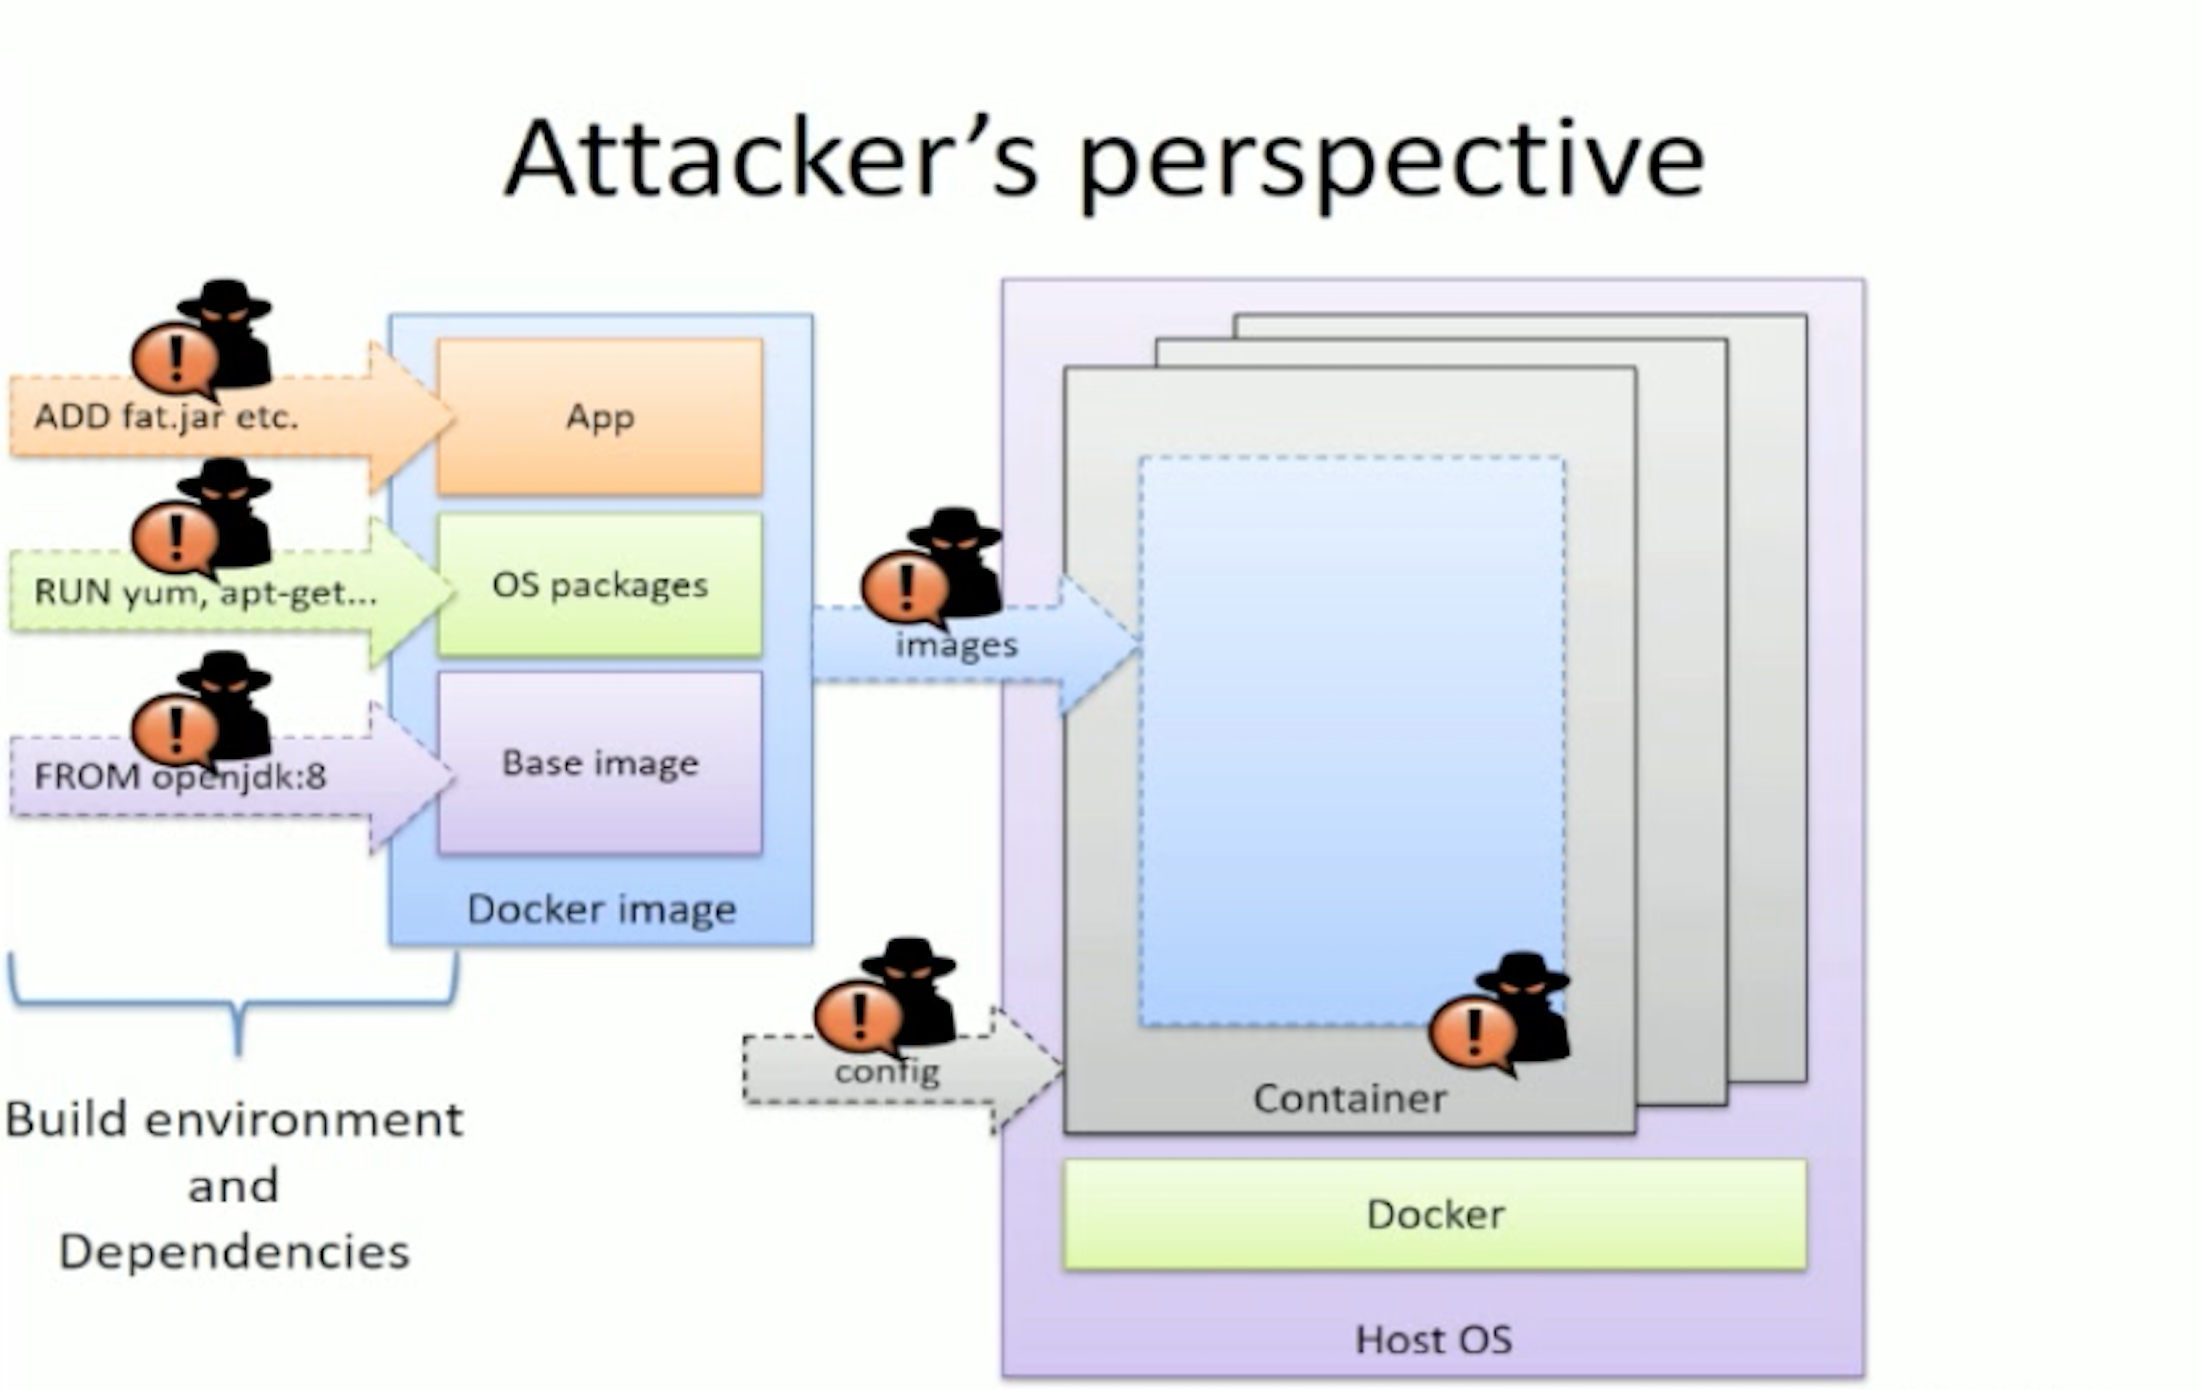 Attacker's perspective
ADD fat.jar etc.
App
RUN yum, apt-get...
OS packages
FROM openjdk:8
Base image
Docker image
images
config
Container
Docker
Host OS
Build environment
and
Dependencies